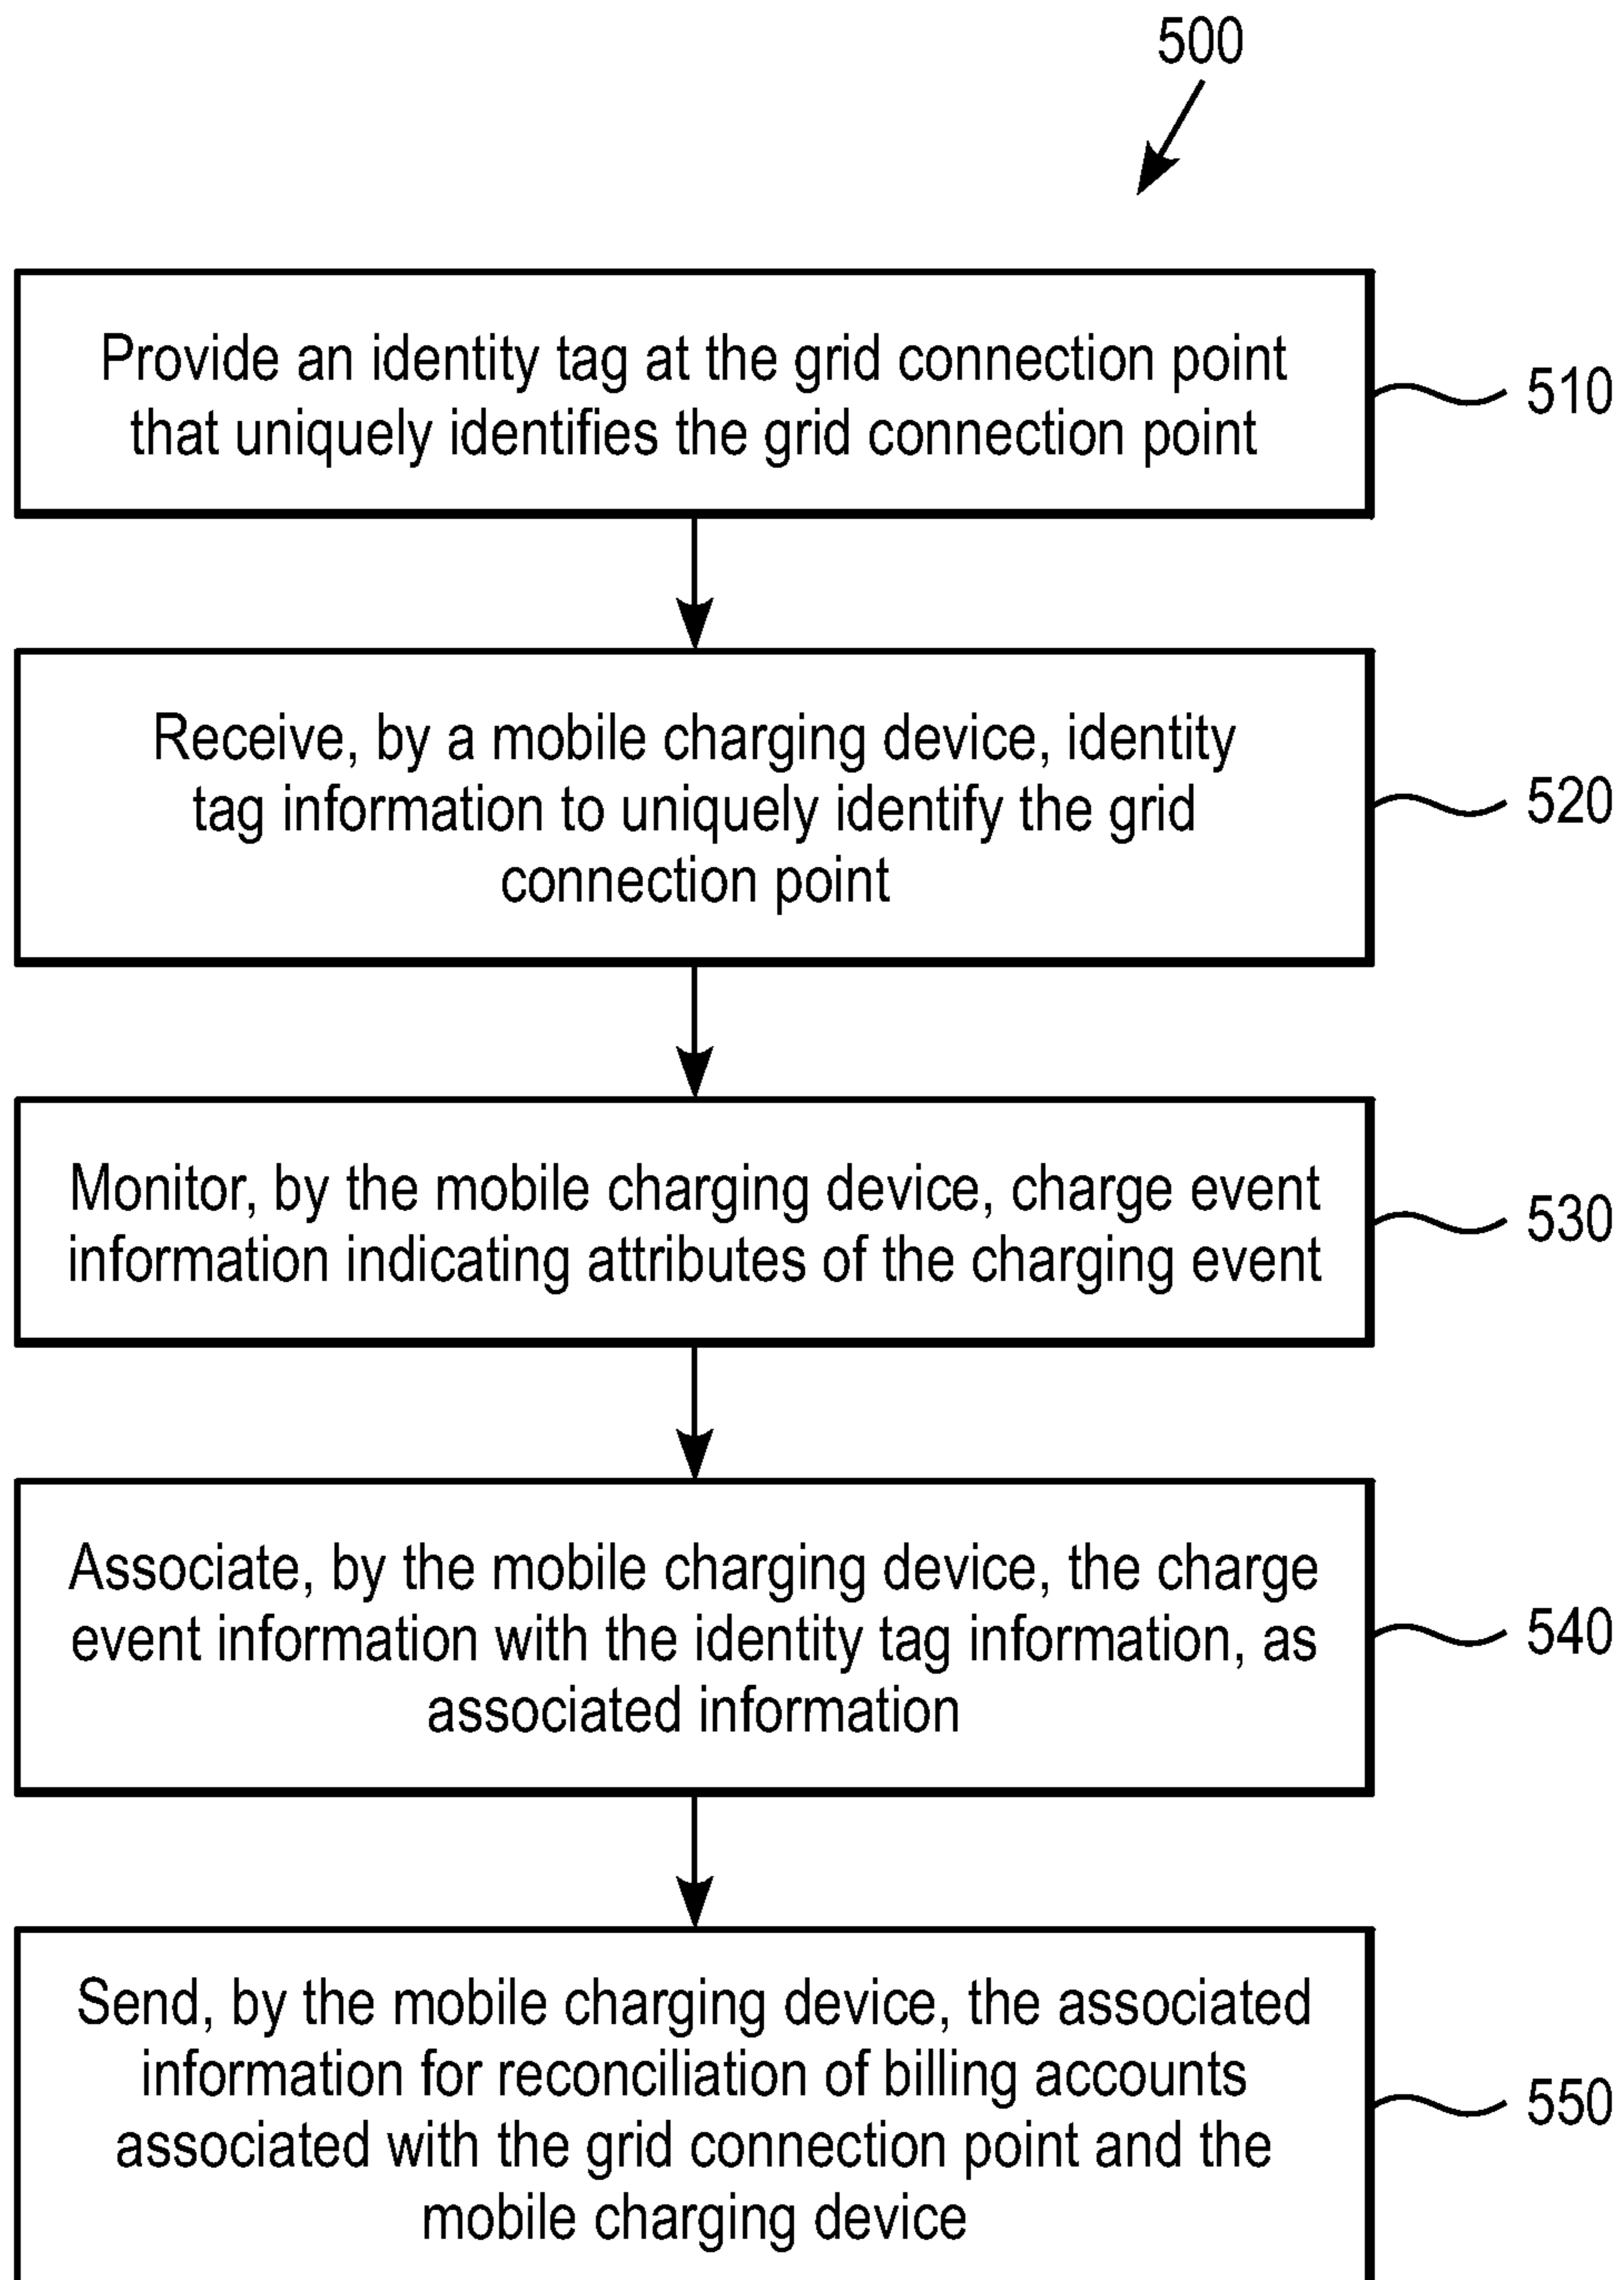 500
Provide an identity tag at the grid connection point
that uniquely identifies the grid connection point
510
Receive, by a mobile charging device, identity
tag information to uniquely identify the grid
connection point
520
Monitor, by the mobile charging device, charge event
information indicating attributes of the charging event
530
Associate, by the mobile charging device, the charge
event information with the identity tag information, as
associated information
540
Send, by the mobile charging device, the associated
information for reconciliation of billing accounts
associated with the grid connection point and the
mobile charging device
550